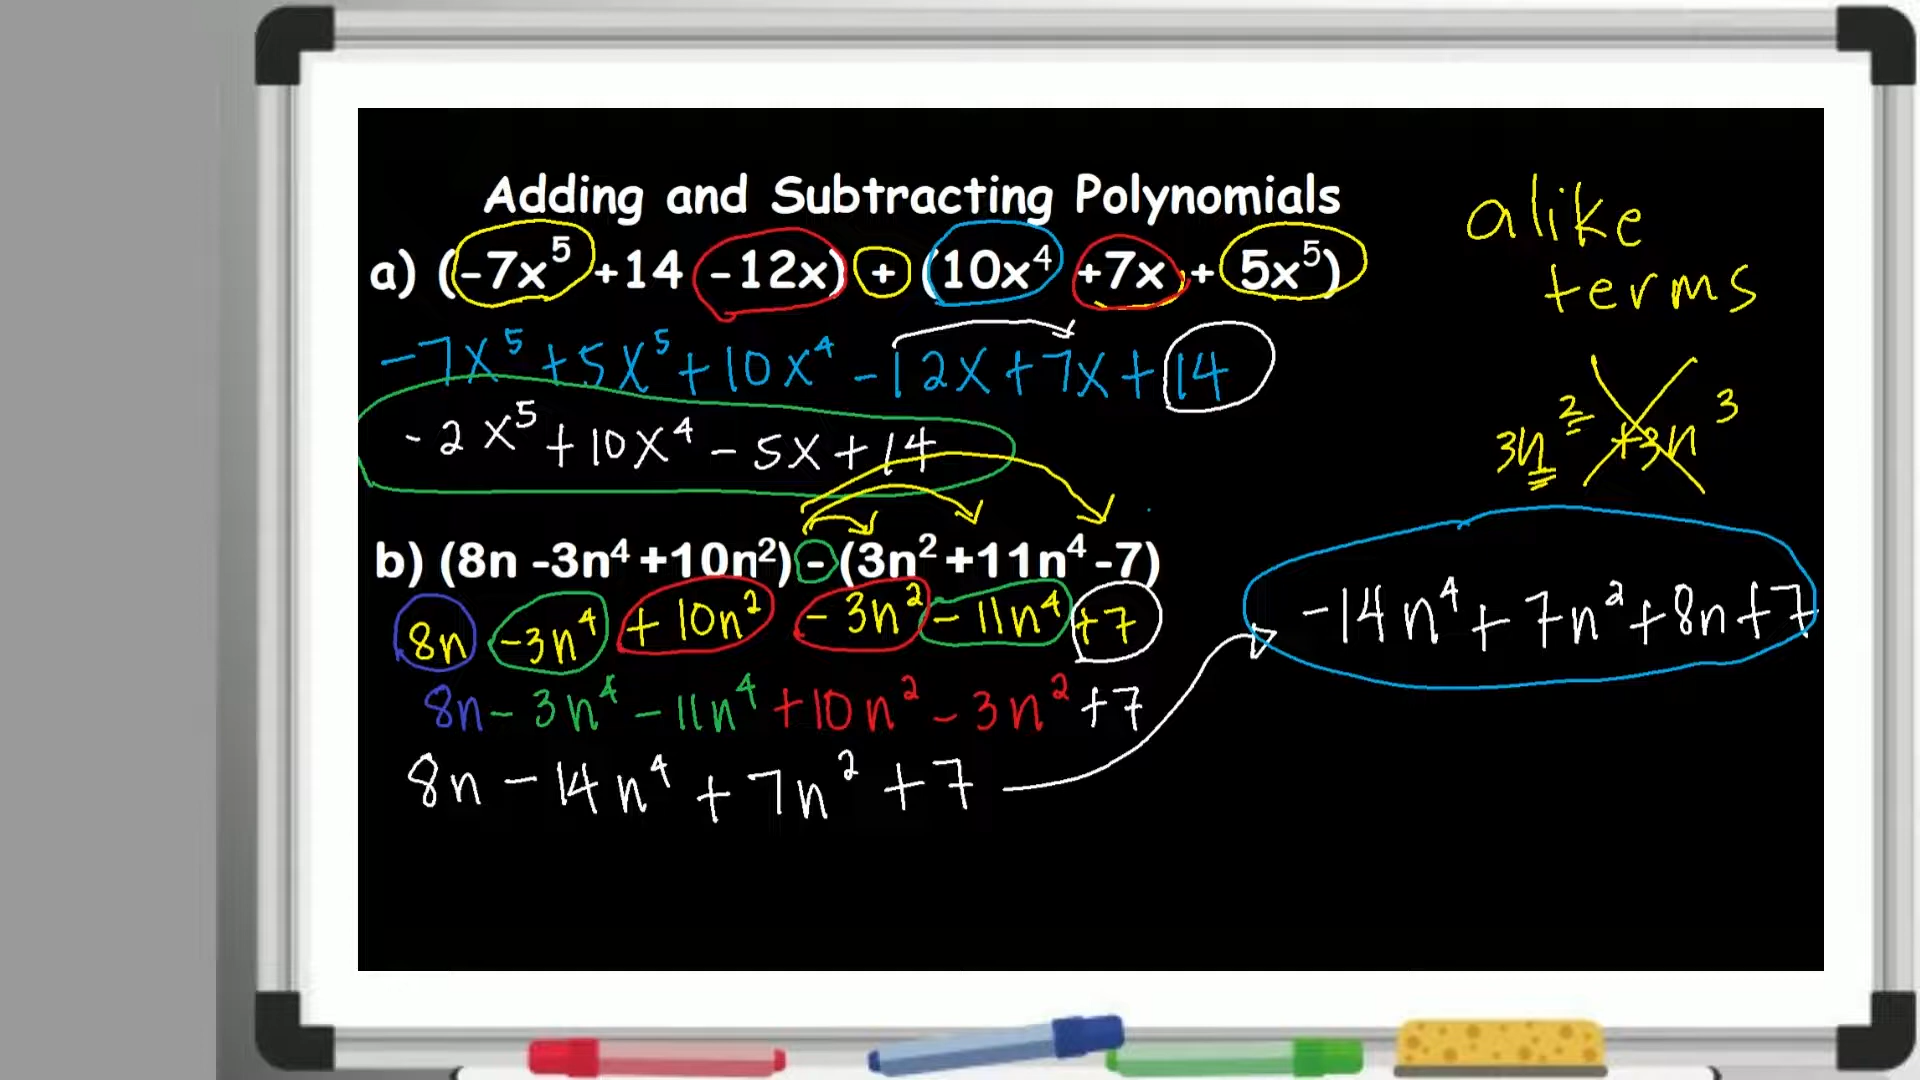 Adding and Subtracting Polynomials
a) (-7x⁵ +14 -12x) + (10x⁴ +7x + 5x⁵)
-7x⁵ + 5x⁵ + 10x⁴ - 12x + 7x + 14
-2x⁵ + 10x⁴ - 5x + 14
b) (8n -3n⁴ +10n²) - (3n² +11n⁴ -7)
8n -3n⁴ + 10n² - 3n² - 11n⁴ +7
8n - 3n⁴ - 11n⁴ + 10n² - 3n² + 7
8n - 14n⁴ + 7n² + 7
alike
terms
3n² +3n³
-14n⁴ + 7n² + 8n + 7